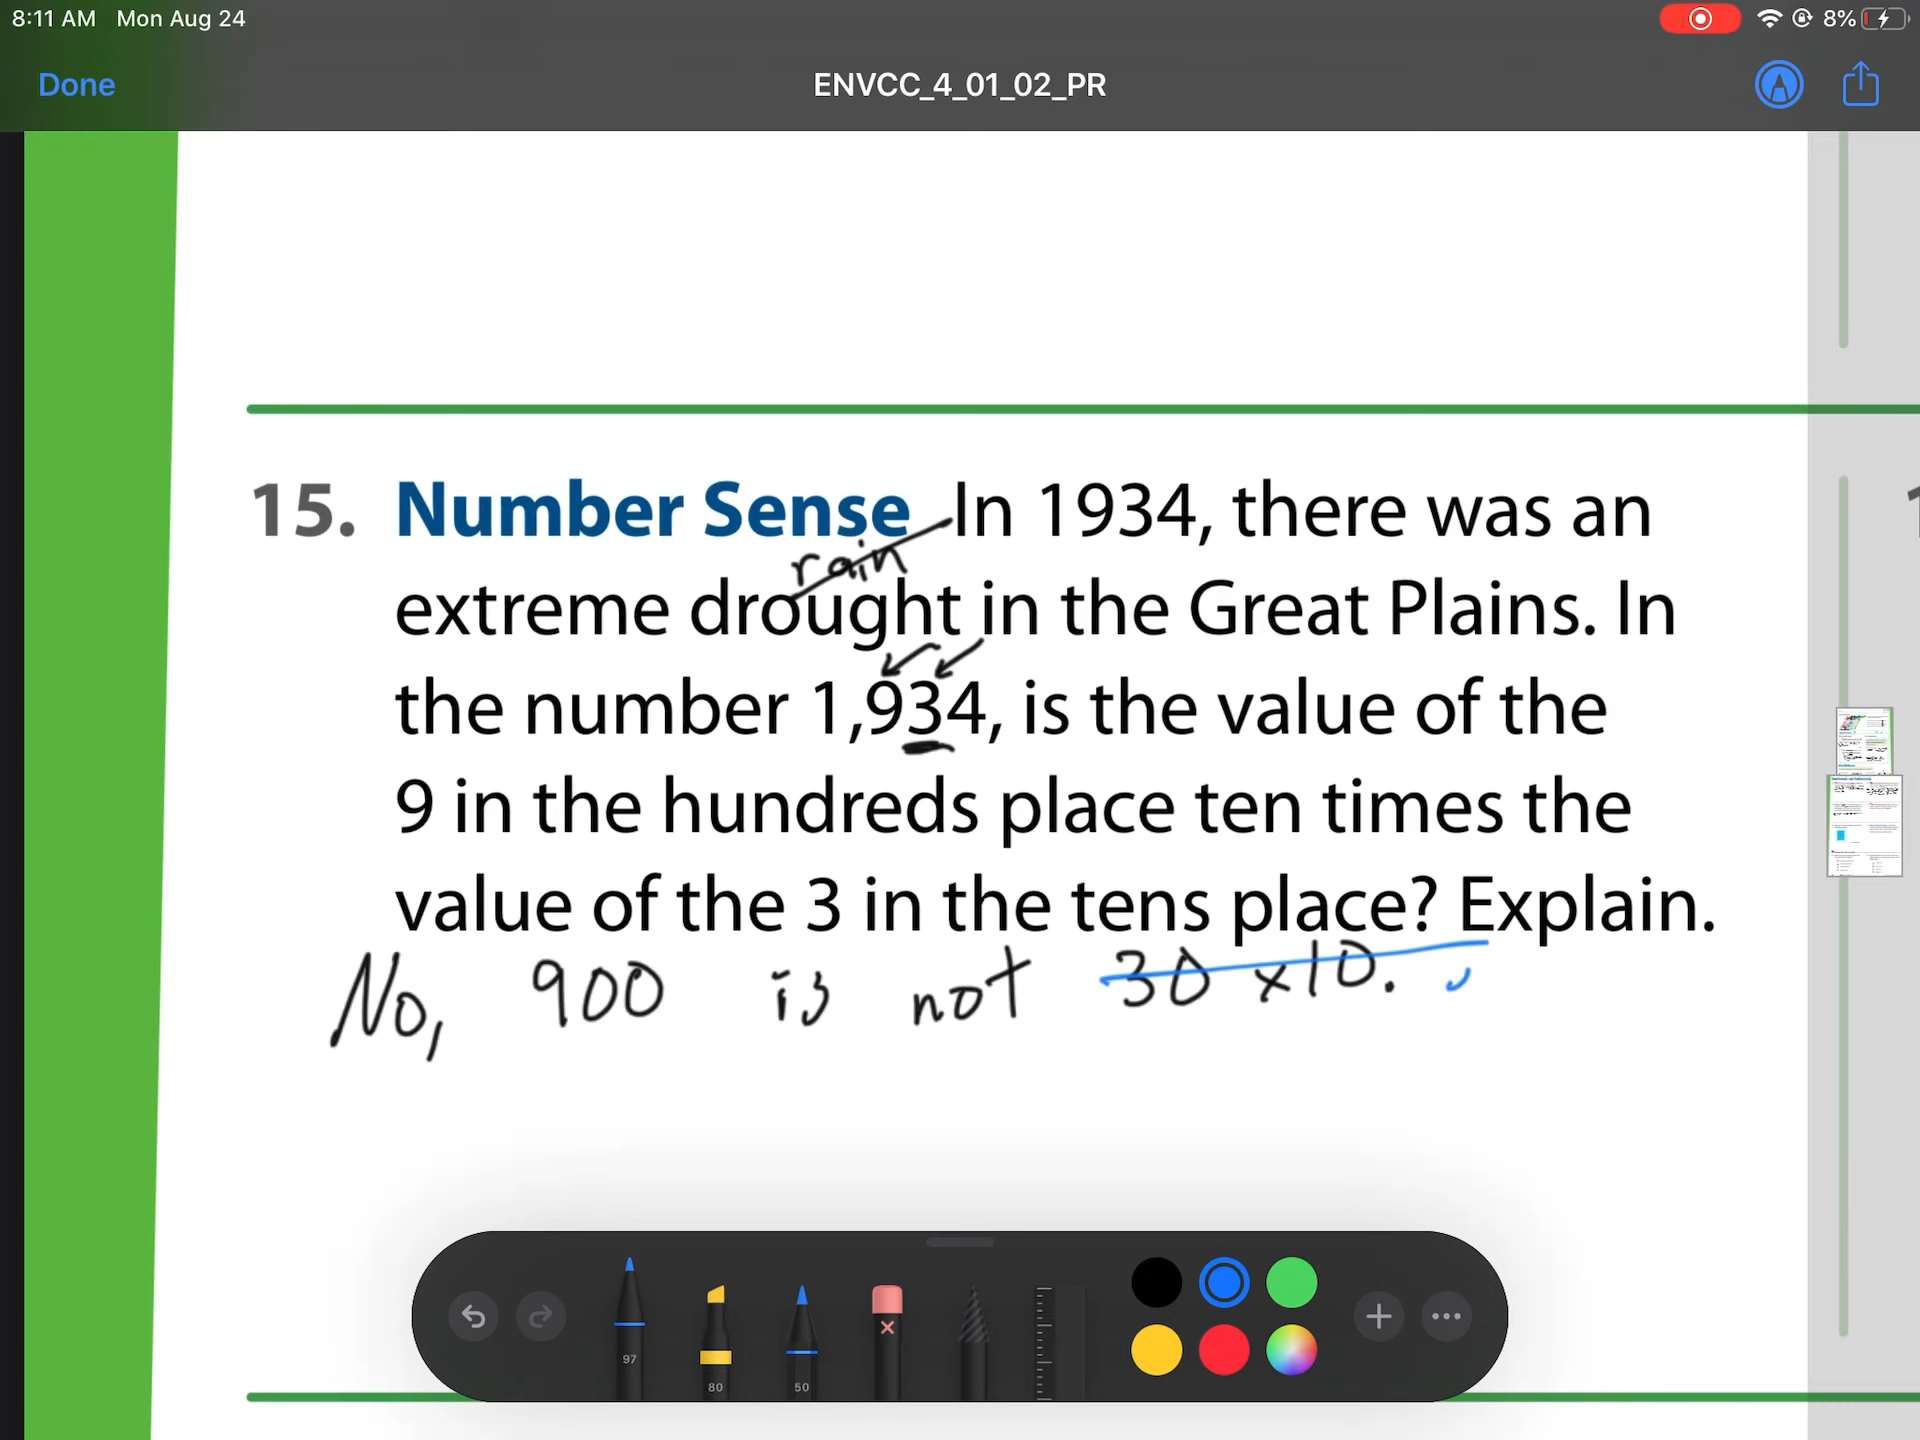 8:11 AM Mon Aug 24 8%
Done ENVCC_4_01_02_PR
15. Number Sense In 1934, there was an
rain
extreme drought in the Great Plains. In
the number 1,934, is the value of the
9 in the hundreds place ten times the
value of the 3 in the tens place? Explain.
No, 900 is not 30 x10.
97 80 50